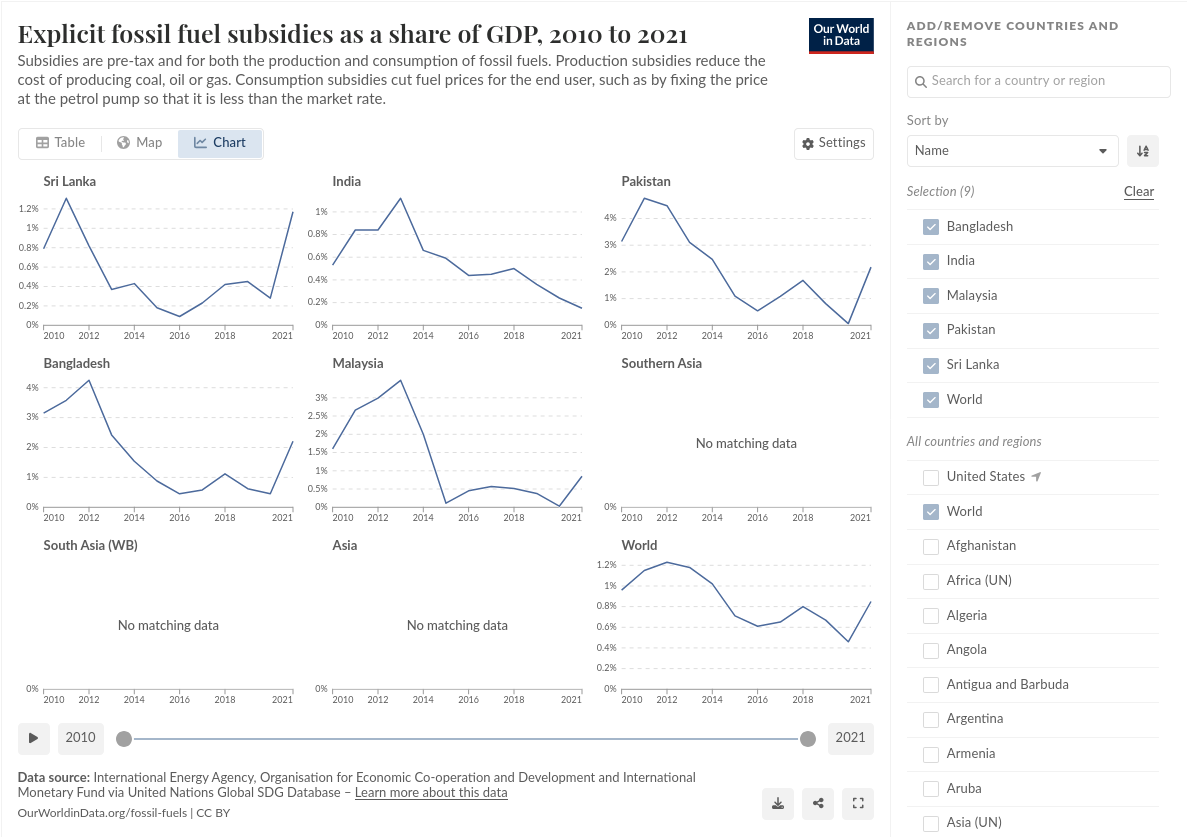 Explicit fossil fuel subsidies as a share of GDP, 2010 to 2021
Subsidies are pre-tax and for both the production and consumption of fossil fuels. Production subsidies reduce the
cost of producing coal, oil or gas. Consumption subsidies cut fuel prices for the end user, such as by fixing the price
at the petrol pump so that it is less than the market rate.
Our World
in Data
Table
Map
Chart
Settings
Sri Lanka
1.2%
1%
0.8%
0.6%
0.4%
0.2%
0%
2010 2012 2014 2016 2018 2021
India
1%
0.8%
0.6%
0.4%
0.2%
0%
2010 2012 2014 2016 2018 2021
Pakistan
4%
3%
2%
1%
0%
2010 2012 2014 2016 2018 2021
Bangladesh
4%
3%
2%
1%
0%
2010 2012 2014 2016 2018 2021
Malaysia
3%
2.5%
2%
1.5%
1%
0.5%
0%
2010 2012 2014 2016 2018 2021
Southern Asia
No matching data
0%
2010 2012 2014 2016 2018 2021
South Asia (WB)
No matching data
0%
2010 2012 2014 2016 2018 2021
Asia
No matching data
0%
2010 2012 2014 2016 2018 2021
World
1.2%
1%
0.8%
0.6%
0.4%
0.2%
0%
2010 2012 2014 2016 2018 2021
2010
2021
Data source: International Energy Agency, Organisation for Economic Co-operation and Development and International
Monetary Fund via United Nations Global SDG Database – Learn more about this data
OurWorldinData.org/fossil-fuels | CC BY
ADD/REMOVE COUNTRIES AND
REGIONS
Search for a country or region
Sort by
Name
Selection (9)
Clear
Bangladesh
India
Malaysia
Pakistan
Sri Lanka
World
All countries and regions
United States
World
Afghanistan
Africa (UN)
Algeria
Angola
Antigua and Barbuda
Argentina
Armenia
Aruba
Asia (UN)